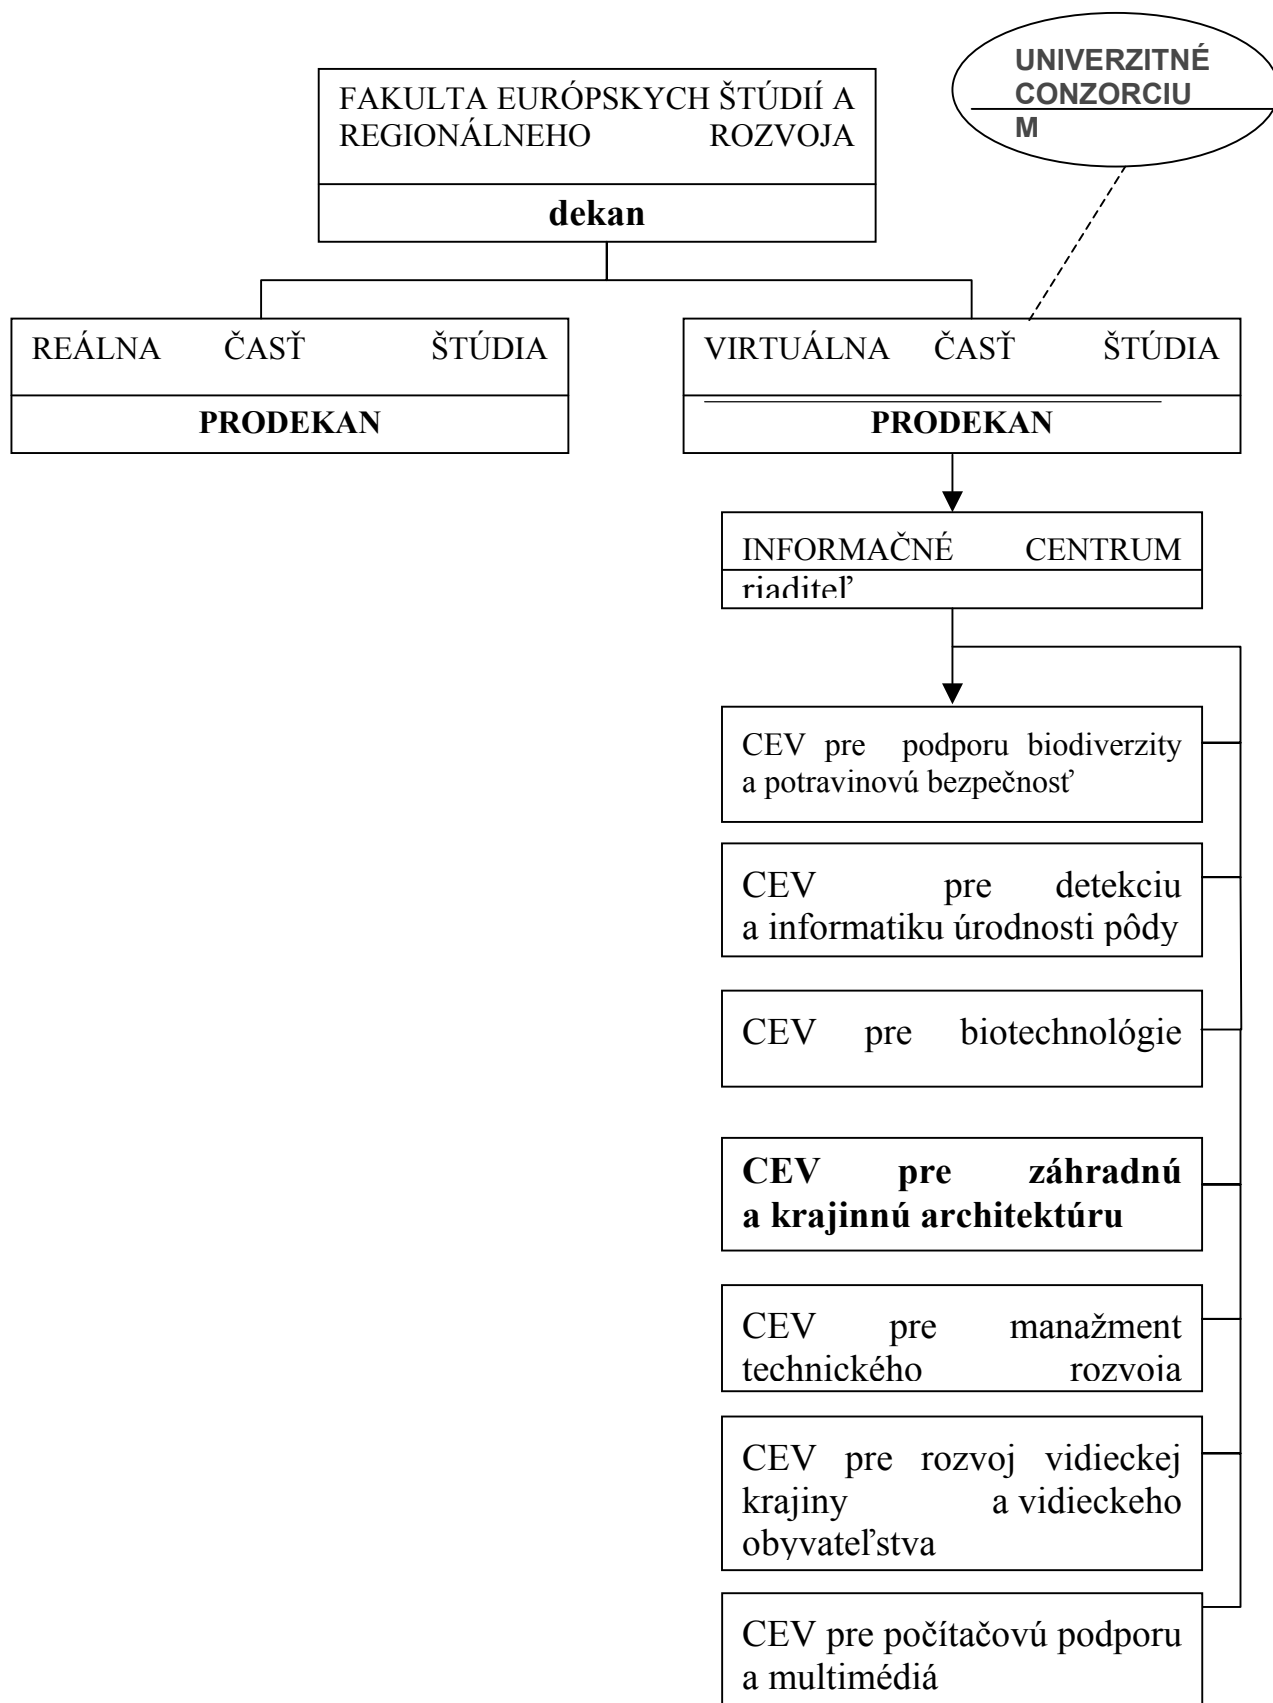 UNIVERZITNÉ
CONZORCIU
M
FAKULTA EURÓPSKYCH ŠTÚDIÍ A
REGIONÁLNEHO ROZVOJA
dekan
REÁLNA ČASŤ ŠTÚDIA
PRODEKAN
VIRTUÁLNA ČASŤ ŠTÚDIA
PRODEKAN
INFORMAČNÉ CENTRUM
riaditeľ
CEV pre podporu biodiverzity
a potravinovú bezpečnosť
CEV pre detekciu
a informatiku úrodnosti pôdy
CEV pre biotechnológie
CEV pre záhradnú
a krajinnú architektúru
CEV pre manažment
technického rozvoja
CEV pre rozvoj vidieckej
krajiny a vidieckeho
obyvateľstva
CEV pre počítačovú podporu
a multimédiá